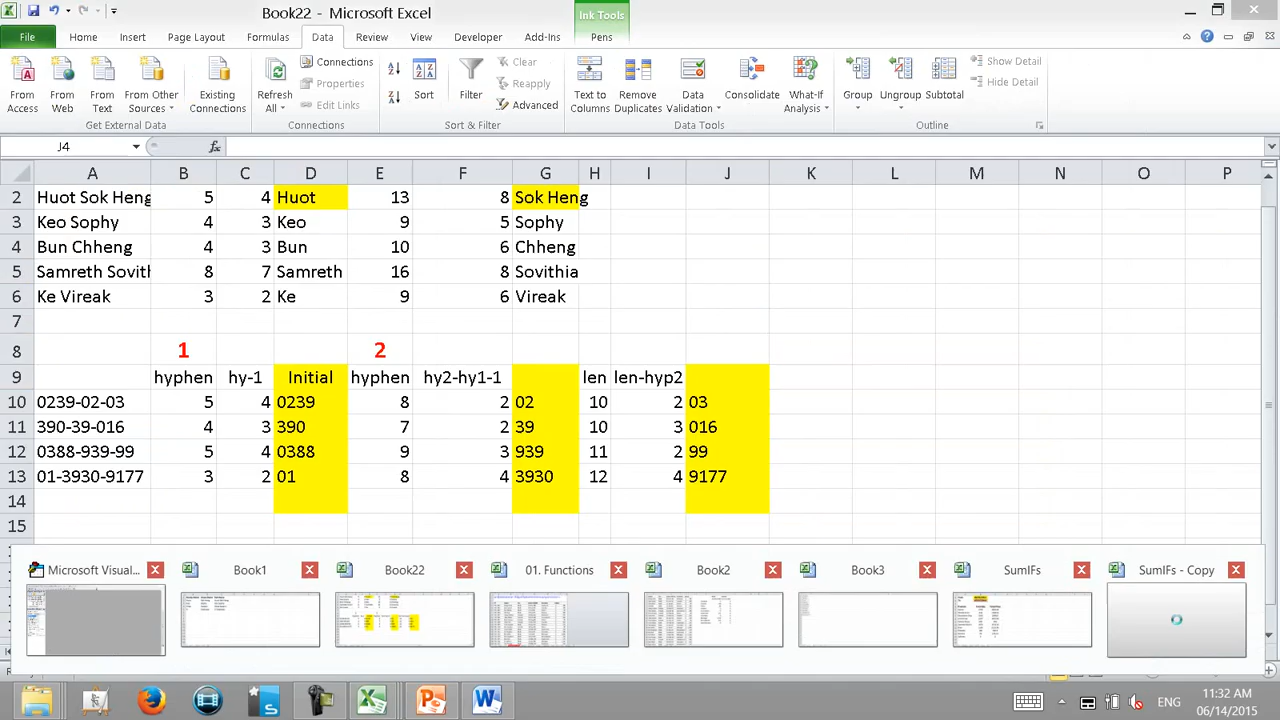 Book22 - Microsoft Excel
Ink Tools
File Home Insert Page Layout Formulas Data Review View Developer Add-Ins Pens
From Access
From Web
From Text
From Other Sources
Existing Connections
Get External Data
Refresh All
Connections
Properties
Edit Links
Connections
Sort
Filter
Clear
Reapply
Advanced
Sort & Filter
Text to Columns
Remove Duplicates
Data Validation
Consolidate
What-If Analysis
Data Tools
Group
Ungroup
Subtotal
Show Detail
Hide Detail
Outline
J4 fx
A B C D E F G H I J K L M N O P
2 Huot Sok Heng 5 4 Huot 13 8 Sok Heng
3 Keo Sophy 4 3 Keo 9 5 Sophy
4 Bun Chheng 4 3 Bun 10 6 Chheng
5 Samreth Sovith 8 7 Samreth 16 8 Sovithia
6 Ke Vireak 3 2 Ke 9 6 Vireak
7
8 1 2
9 hyphen hy-1 Initial hyphen hy2-hy1-1 len len-hyp2
10 0239-02-03 5 4 0239 8 2 02 10 2 03
11 390-39-016 4 3 390 7 2 39 10 3 016
12 0388-939-99 5 4 0388 9 3 939 11 2 99
13 01-3930-9177 3 2 01 8 4 3930 12 4 9177
14
15
Microsoft Visual... Book1 Book22 01. Functions Book2 Book3 SumIFs SumIFs - Copy
ENG
11:32 AM
06/14/2015